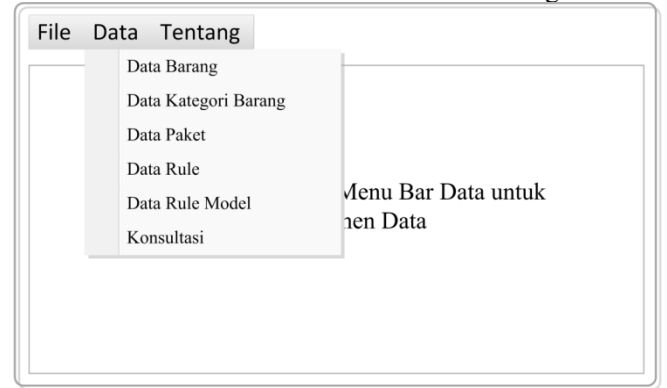 File Data Tentang
Data Barang
Data Kategori Barang
Data Paket
Data Rule
Data Rule Model
Konsultasi
Menu Bar Data untuk
Data